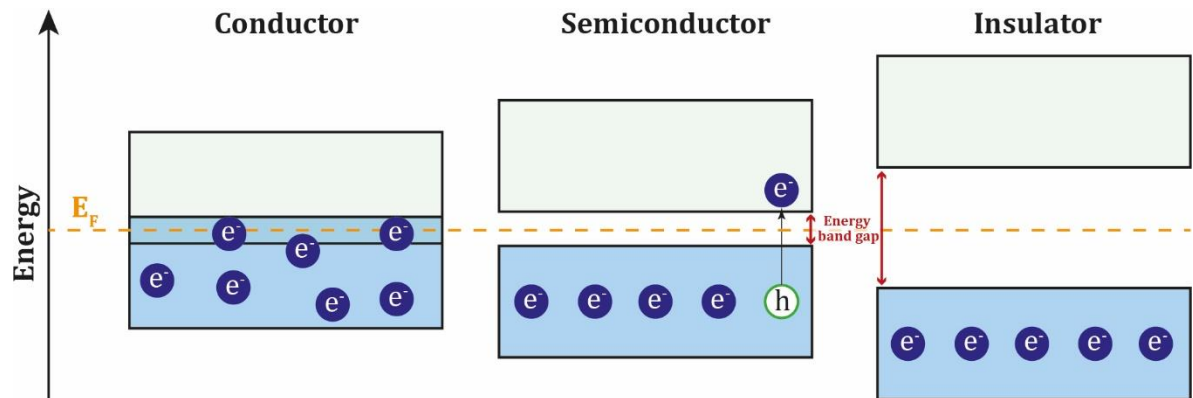 Conductor
Semiconductor
Insulator
Energy
E_F
e⁻
e⁻
e⁻
e⁻
e⁻
e⁻
e⁻
e⁻
Energy
band gap
e⁻
e⁻
e⁻
e⁻
h
e⁻
e⁻
e⁻
e⁻
e⁻